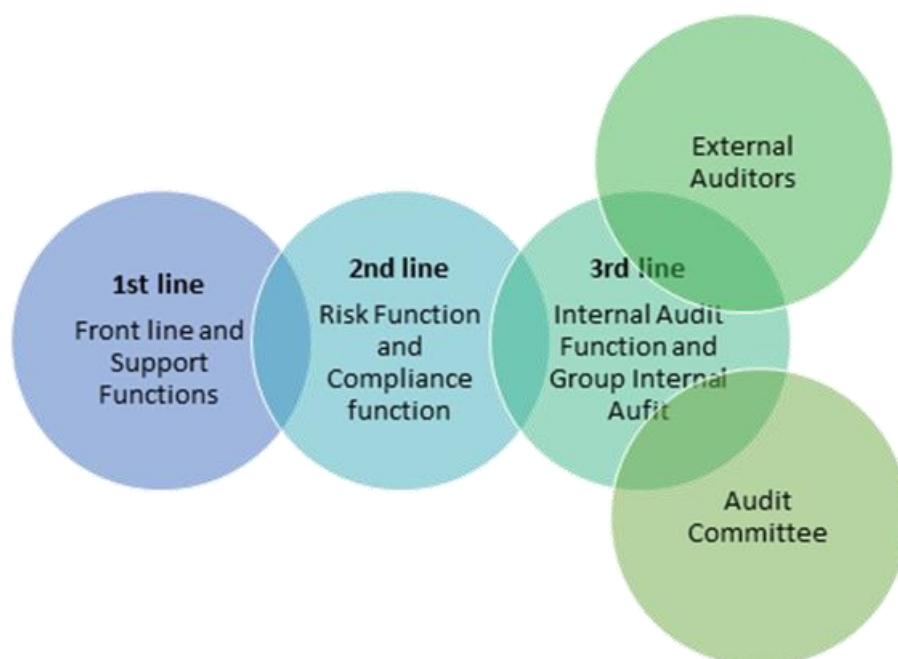 1st line
Front line and
Support
Functions
2nd line
Risk Function
and
Compliance
function
3rd line
Internal Audit
Function and
Group Internal
Aufit
External
Auditors
Audit
Committee